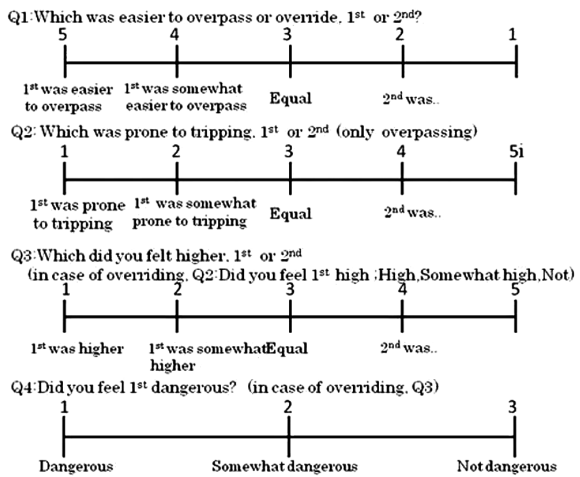 Q1:Which was easier to overpass or override, 1st or 2nd?
5 4 3 2 1
1st was easier 1st was somewhat Equal 2nd was..
to overpass easier to overpass
Q2: Which was prone to tripping, 1st or 2nd (only overpassing)
1 2 3 4 5i
1st was prone 1st was somewhat Equal 2nd was..
to tripping prone to tripping
Q3:Which did you felt higher, 1st or 2nd
(in case of overriding, Q2:Did you feel 1st high ;High,Somewhat high,Not)
1 2 3 4 5
1st was higher 1st was somewhat Equal 2nd was..
higher
Q4:Did you feel 1st dangerous? (in case of overriding, Q3)
1 2 3
Dangerous Somewhat dangerous Not dangerous